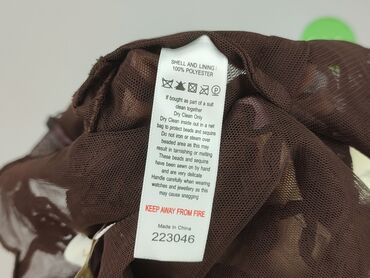 SHELL AND LINING:
100% POLYESTER
If bought as part of a suit
clean together
Dry Clean Only
Dry Clean inside out in a net
bag to protect beads and sequins
Do not iron or steam over
beaded area as this may
result in tarnishing or melting
These beads and sequins
have been sewn on by hand
and are very delicate
Handle carefully when wearing
watches and jewellery as this
may cause snagging
KEEP AWAY FROM FIRE
Made In China
223046